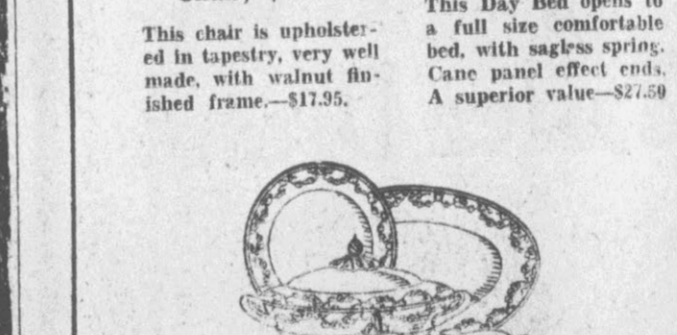 This chair is upholster-
ed in tapestry, very well
made, with walnut fin-
ished frame.—$17.95.
This Day Bed opens to
a full size comfortable
bed, with sagless spring.
Cane panel effect ends.
A superior value—$27.50